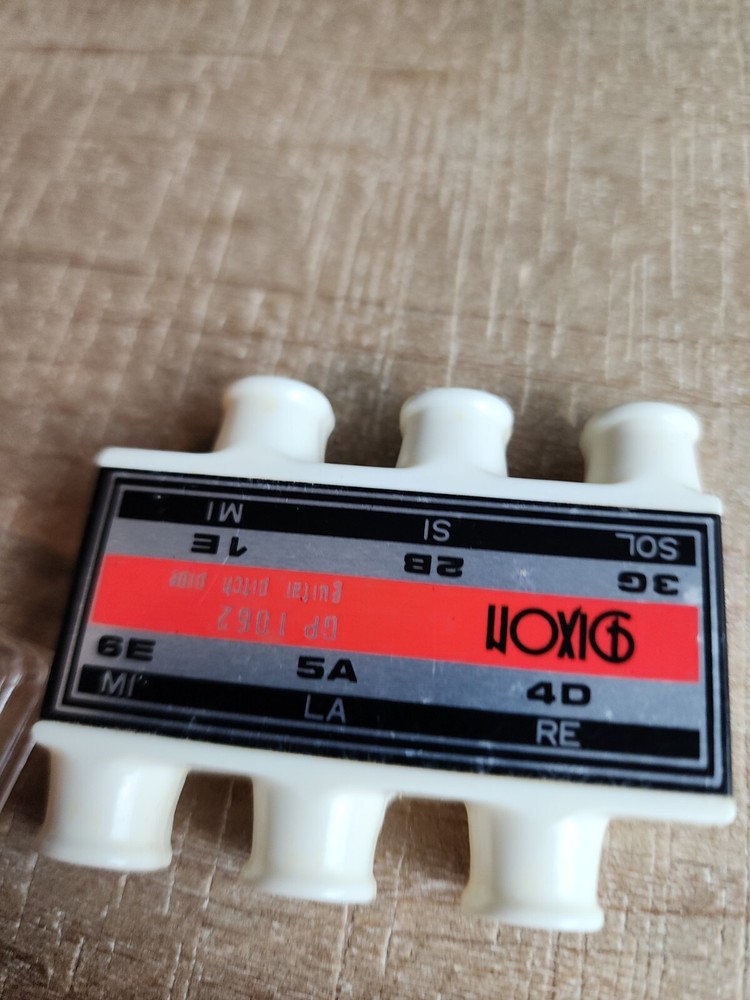 MI SI SOL
1E 2B 3G
DIXON
GP 1062
guitar pitch pipe
6E 5A 4D
MI LA RE